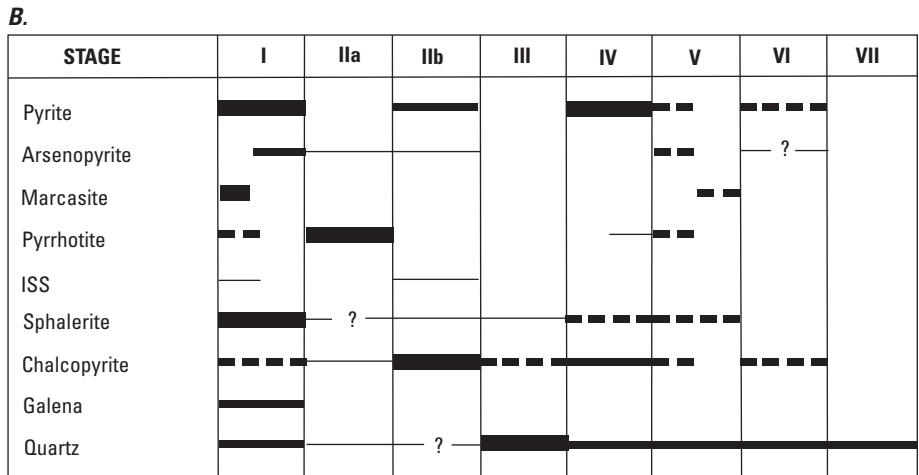 B.
STAGE I IIa IIb III IV V VI VII
Pyrite
Arsenopyrite ?
Marcasite
Pyrrhotite
ISS
Sphalerite ?
Chalcopyrite
Galena
Quartz ?